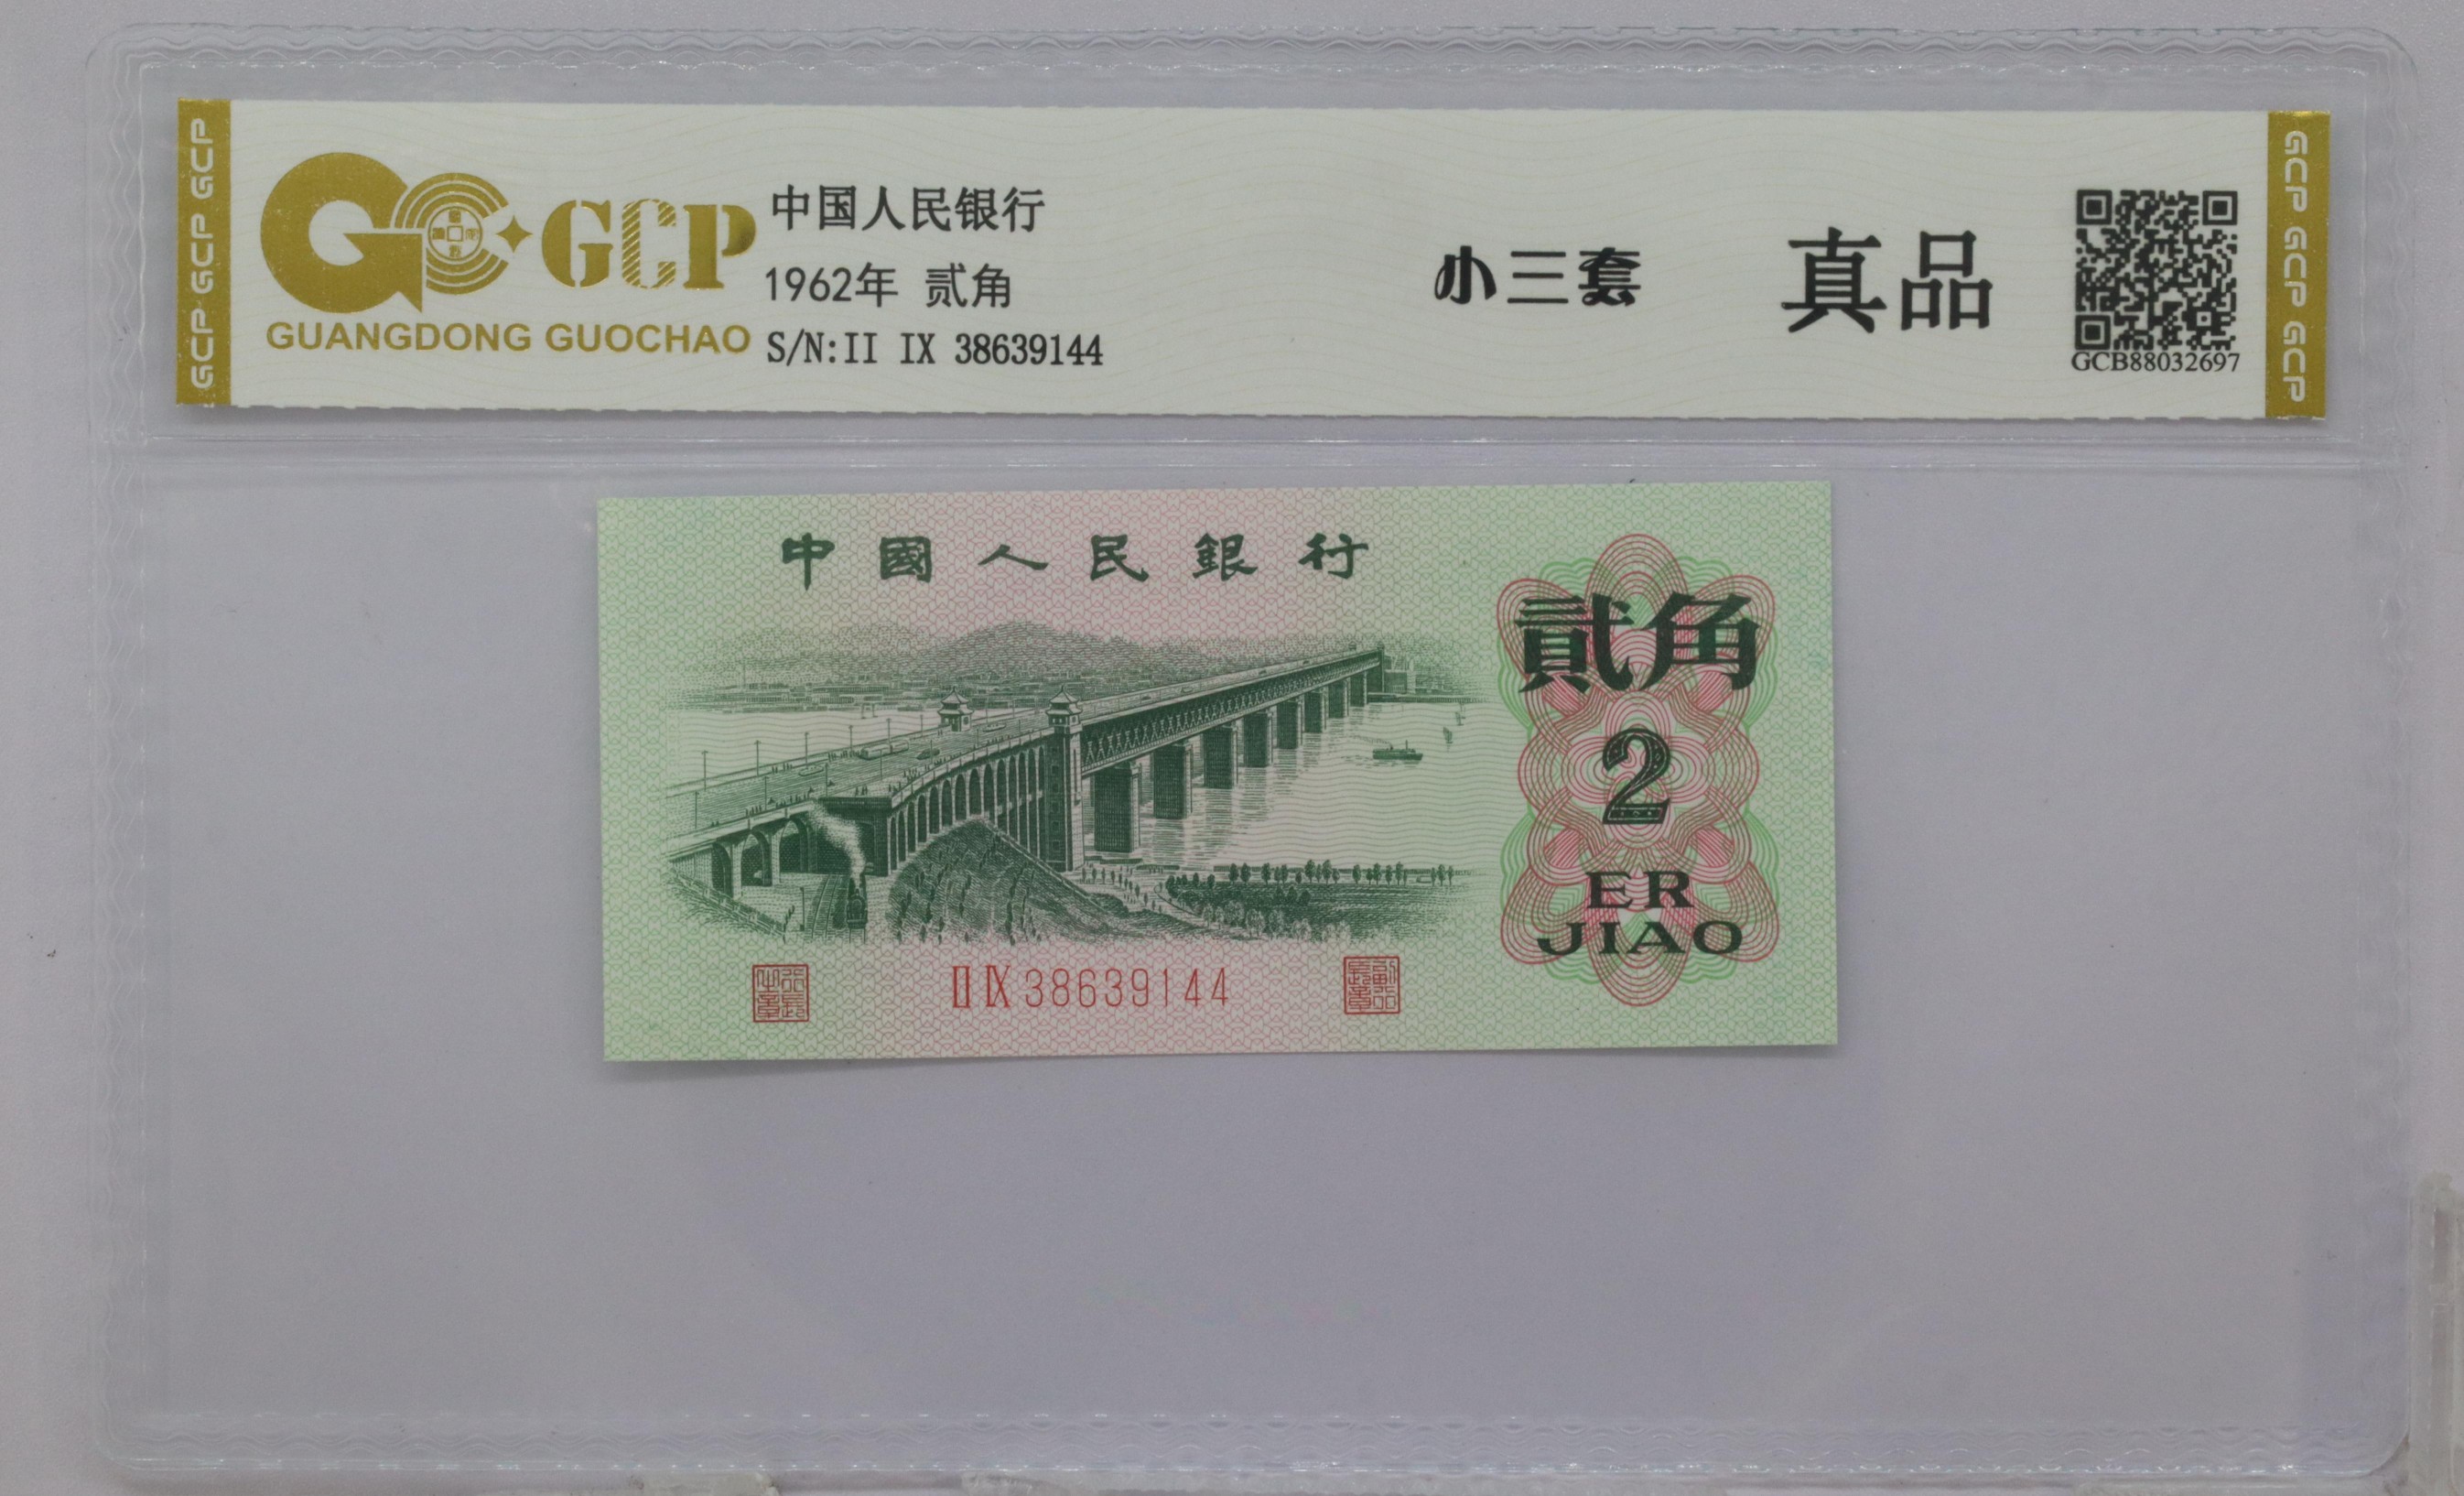 GCP GCP GCP
GCP
GUANGDONG GUOCHAO
中国人民银行
1962年 贰角
S/N:II IX 38639144
小三套
真品
GCB88032697
GCP GCP GCP
中國人民銀行
貳角
2
ER
JIAO
II IX 38639144